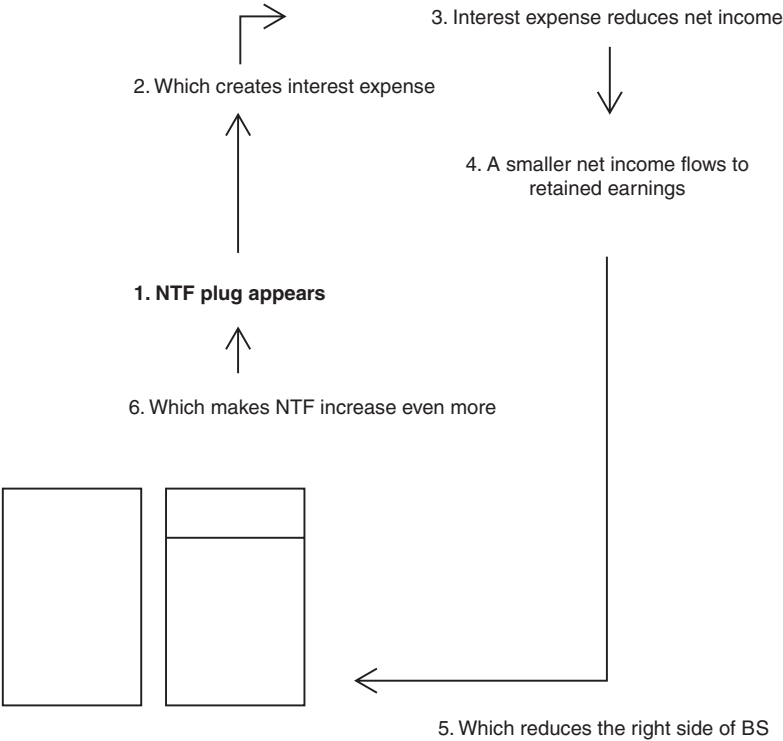 3. Interest expense reduces net income
2. Which creates interest expense
4. A smaller net income flows to
retained earnings
1. NTF plug appears
6. Which makes NTF increase even more
5. Which reduces the right side of BS